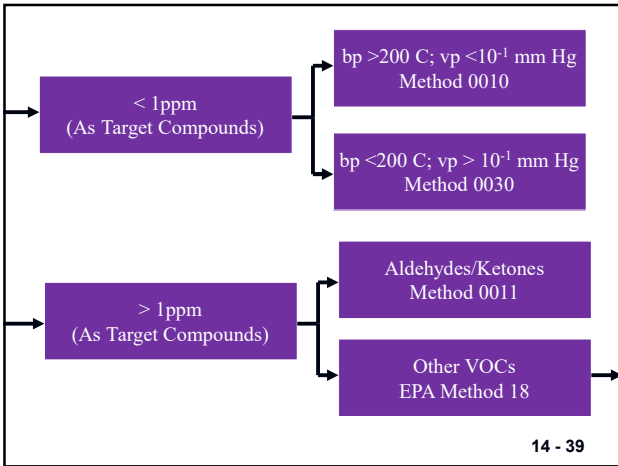 bp >200 C; vp <10⁻¹ mm Hg
Method 0010
< 1ppm
(As Target Compounds)
bp <200 C; vp > 10⁻¹ mm Hg
Method 0030
Aldehydes/Ketones
Method 0011
> 1ppm
(As Target Compounds)
Other VOCs
EPA Method 18
14 - 39